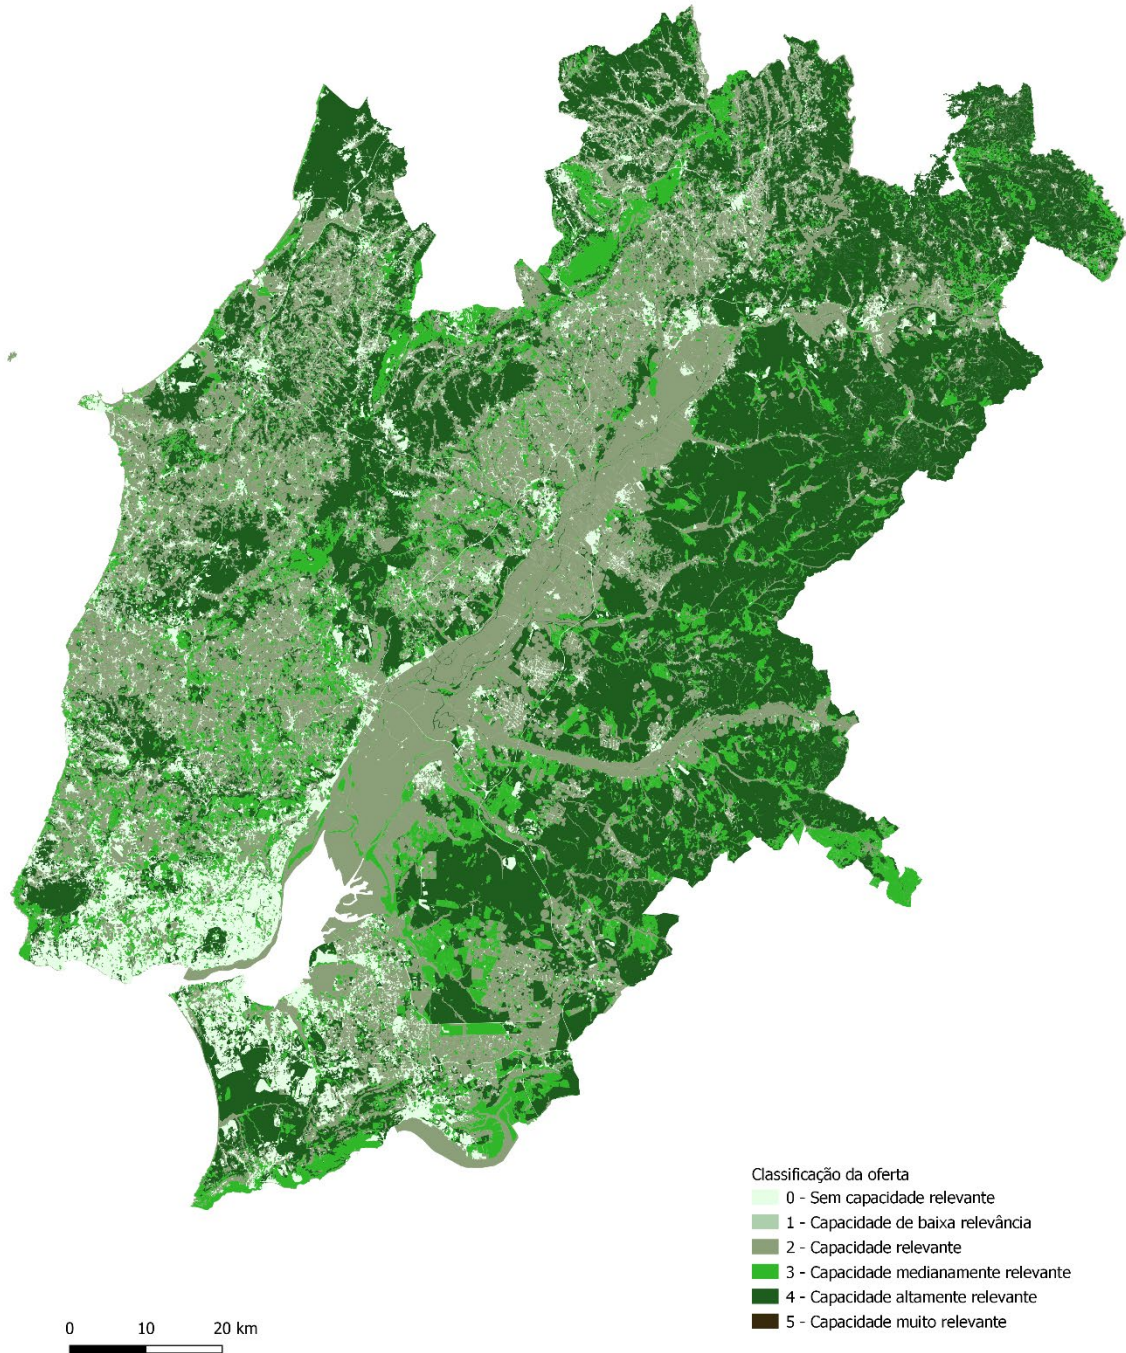 Classificação da oferta
0 - Sem capacidade relevante
1 - Capacidade de baixa relevância
2 - Capacidade relevante
3 - Capacidade medianamente relevante
4 - Capacidade altamente relevante
5 - Capacidade muito relevante
0 10 20 km